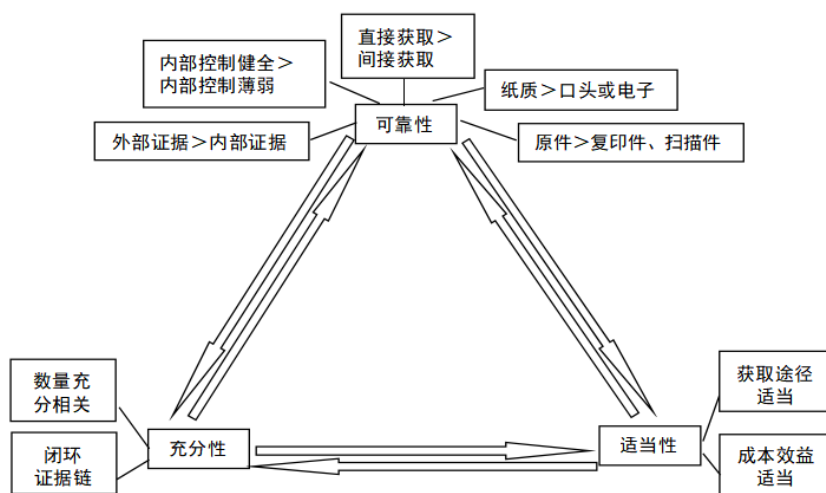 直接获取＞
间接获取
内部控制健全＞
内部控制薄弱
纸质＞口头或电子
可靠性
外部证据＞内部证据
原件＞复印件、扫描件
数量充
分相关
闭环
证据链
充分性
适当性
获取途径
适当
成本效益
适当